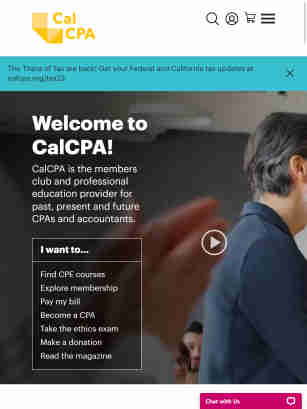 Cal
CPA
The Titans of Tax are back! Get your Federal and California tax updates at
calcpa.org/tax23.
Welcome to
CalCPA!
CalCPA is the members
club and professional
education provider for
past, present and future
CPAs and accountants.
I want to...
Find CPE courses
Explore membership
Pay my bill
Become a CPA
Take the ethics exam
Make a donation
Read the magazine
Chat with Us